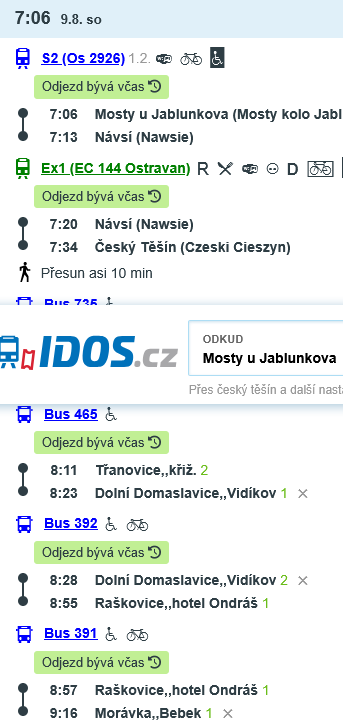 7:06 9.8. so
S2 (Os 2926) 1.2.
Odjezd bývá včas
7:06 Mosty u Jablunkova (Mosty kolo Jabl
7:13 Návsí (Nawsie)
Ex1 (EC 144 Ostravan) R D
Odjezd bývá včas
7:20 Návsí (Nawsie)
7:34 Český Těšín (Czeski Cieszyn)
Přesun asi 10 min
Bus 735
IDOS.cz
ODKUD
Mosty u Jablunkova
Přes český těšín a další nasta
Bus 465
Odjezd bývá včas
8:11 Třanovice,,křiž. 2
8:23 Dolní Domaslavice,,Vidíkov 1
Bus 392
Odjezd bývá včas
8:28 Dolní Domaslavice,,Vidíkov 2
8:55 Raškovice,,hotel Ondráš 1
Bus 391
Odjezd bývá včas
8:57 Raškovice,,hotel Ondráš 1
9:16 Morávka,,Bebek 1